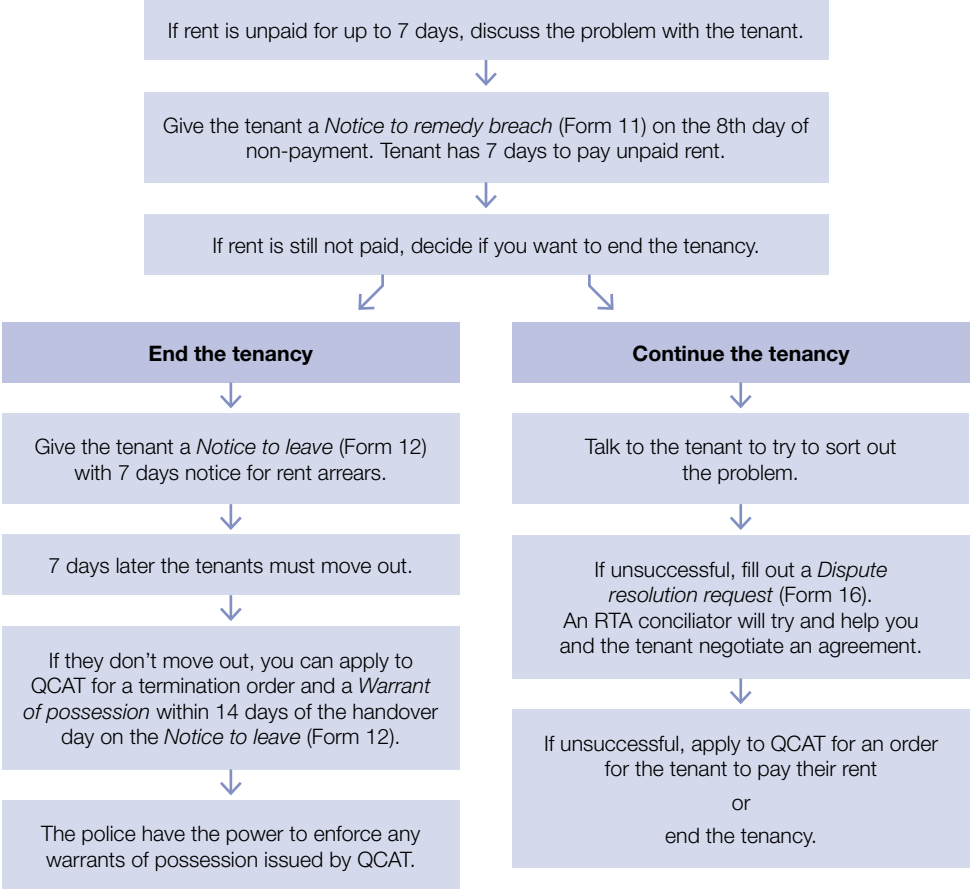 If rent is unpaid for up to 7 days, discuss the problem with the tenant.
Give the tenant a Notice to remedy breach (Form 11) on the 8th day of
non-payment. Tenant has 7 days to pay unpaid rent.
If rent is still not paid, decide if you want to end the tenancy.
End the tenancy
Give the tenant a Notice to leave (Form 12)
with 7 days notice for rent arrears.
7 days later the tenants must move out.
If they don’t move out, you can apply to
QCAT for a termination order and a Warrant
of possession within 14 days of the handover
day on the Notice to leave (Form 12).
The police have the power to enforce any
warrants of possession issued by QCAT.
Continue the tenancy
Talk to the tenant to try to sort out
the problem.
If unsuccessful, fill out a Dispute
resolution request (Form 16).
An RTA conciliator will try and help you
and the tenant negotiate an agreement.
If unsuccessful, apply to QCAT for an order
for the tenant to pay their rent
or
end the tenancy.